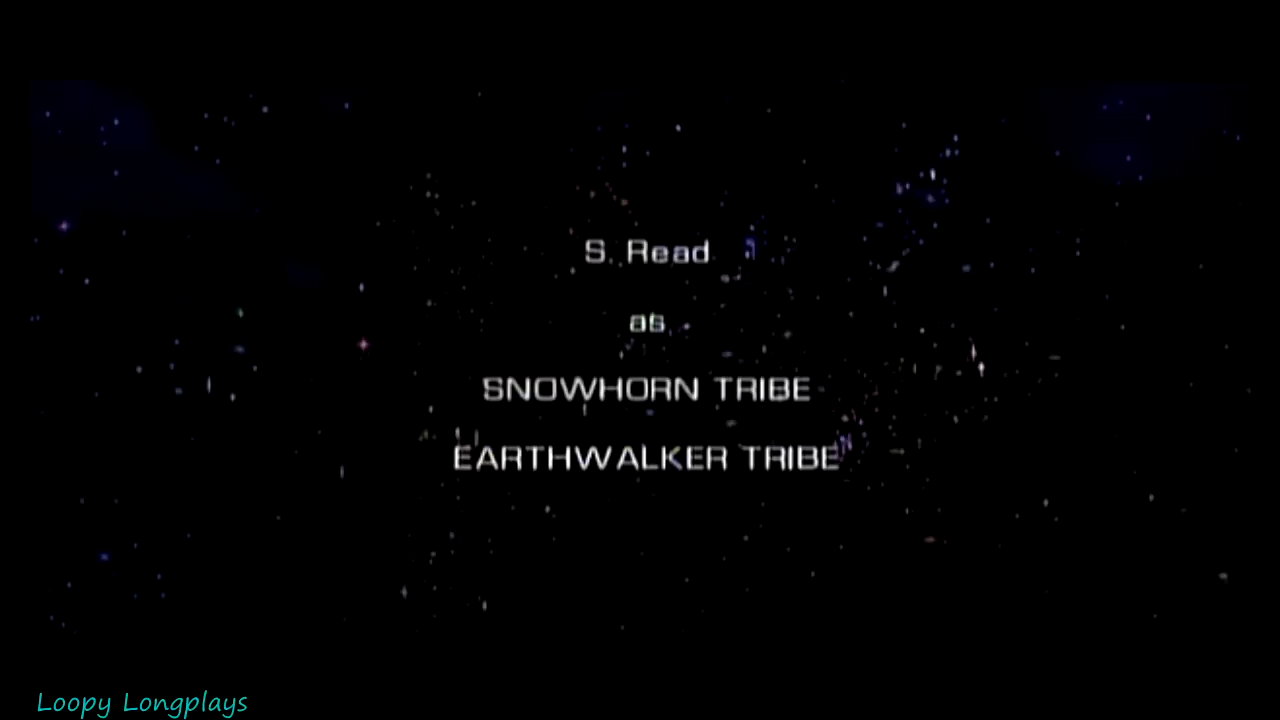 S. Read
as
SNOWHORN TRIBE
EARTHWALKER TRIBE
Loopy Longplays